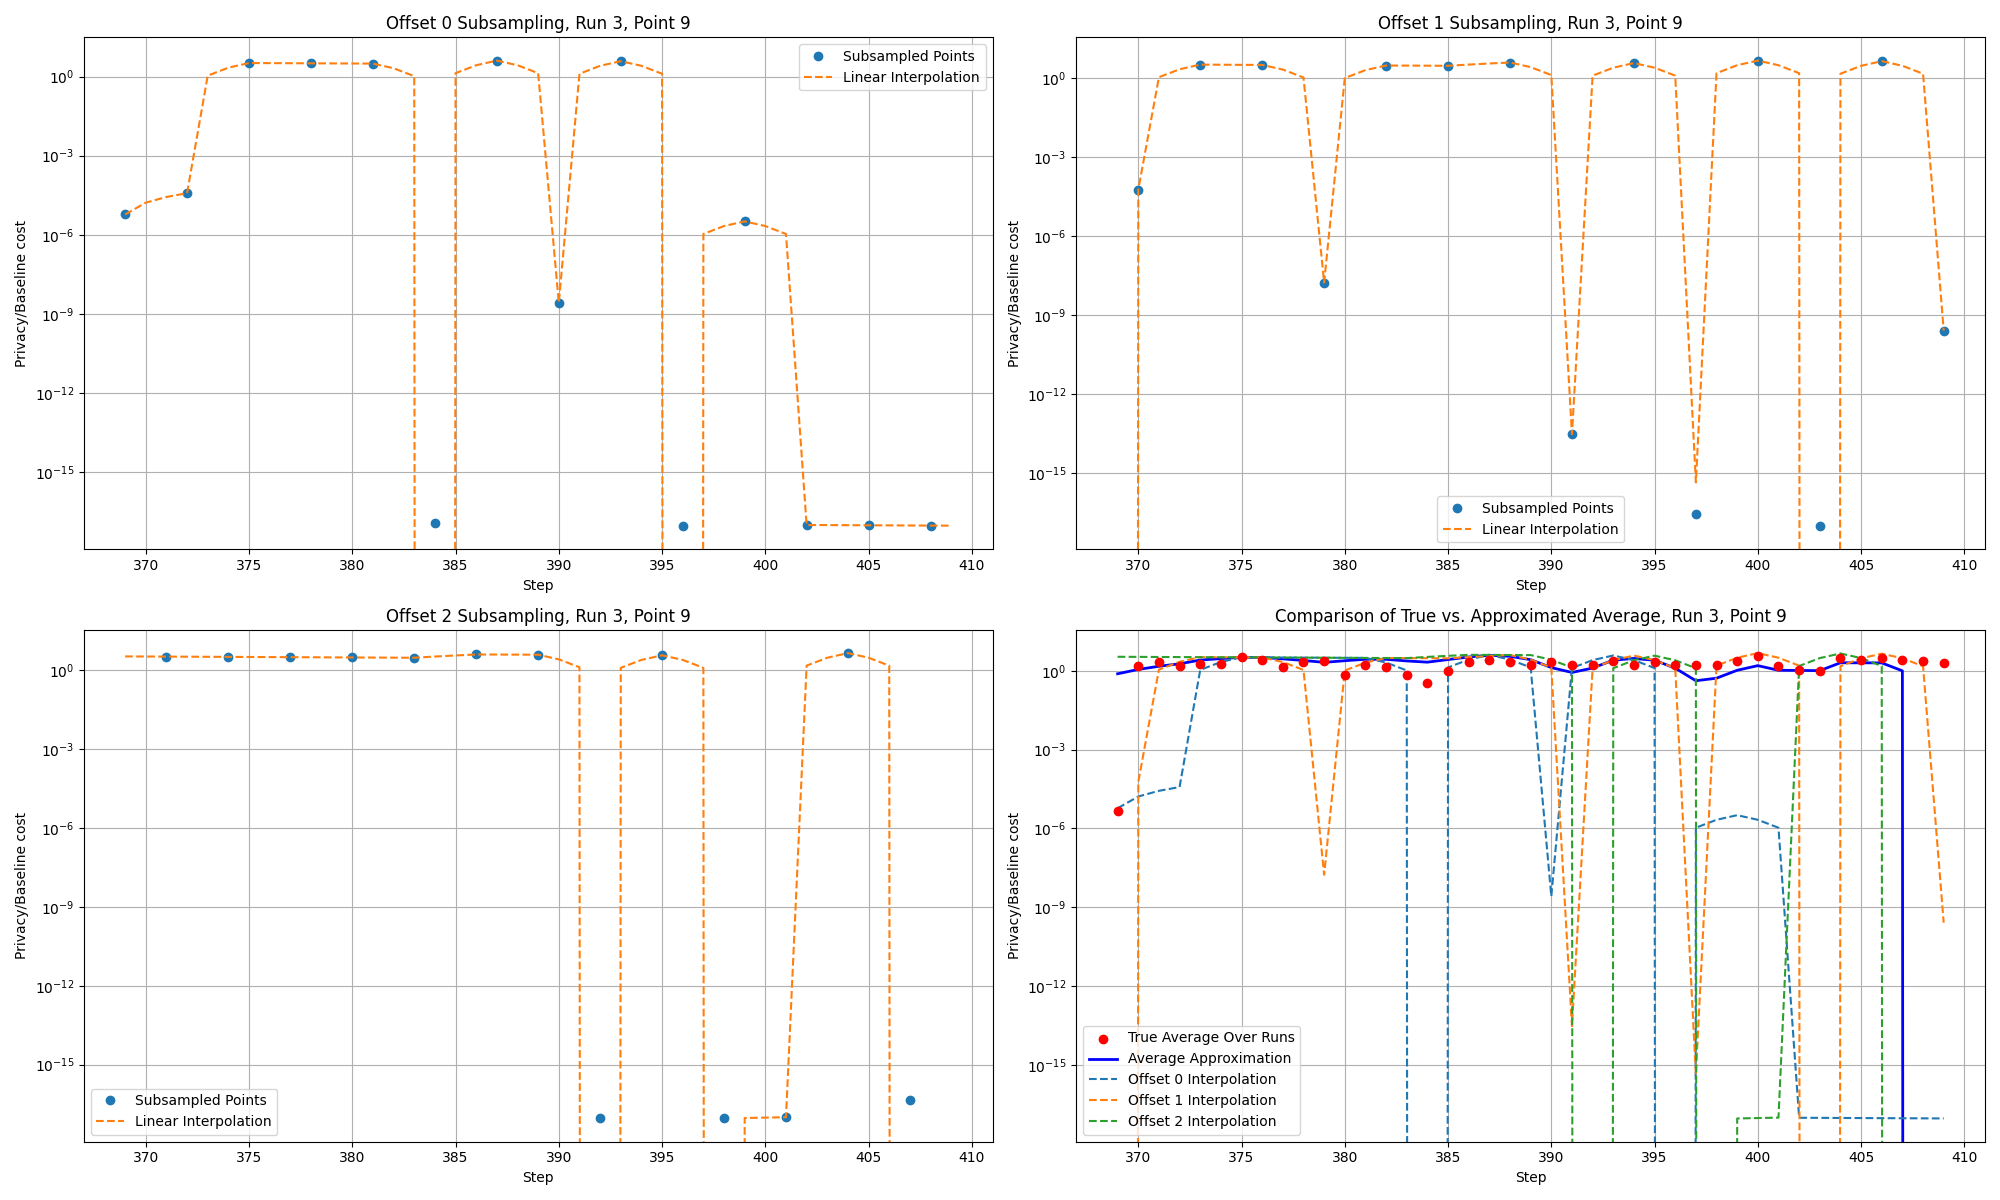 Offset 0 Subsampling, Run 3, Point 9
Privacy/Baseline cost
10^0
10^-3
10^-6
10^-9
10^-12
10^-15
Subsampled Points
Linear Interpolation
370 375 380 385 390 395 400 405 410
Step
Offset 1 Subsampling, Run 3, Point 9
Privacy/Baseline cost
10^0
10^-3
10^-6
10^-9
10^-12
10^-15
Subsampled Points
Linear Interpolation
370 375 380 385 390 395 400 405 410
Step
Offset 2 Subsampling, Run 3, Point 9
Privacy/Baseline cost
10^0
10^-3
10^-6
10^-9
10^-12
10^-15
Subsampled Points
Linear Interpolation
370 375 380 385 390 395 400 405 410
Step
Comparison of True vs. Approximated Average, Run 3, Point 9
Privacy/Baseline cost
10^0
10^-3
10^-6
10^-9
10^-12
10^-15
True Average Over Runs
Average Approximation
Offset 0 Interpolation
Offset 1 Interpolation
Offset 2 Interpolation
370 375 380 385 390 395 400 405 410
Step